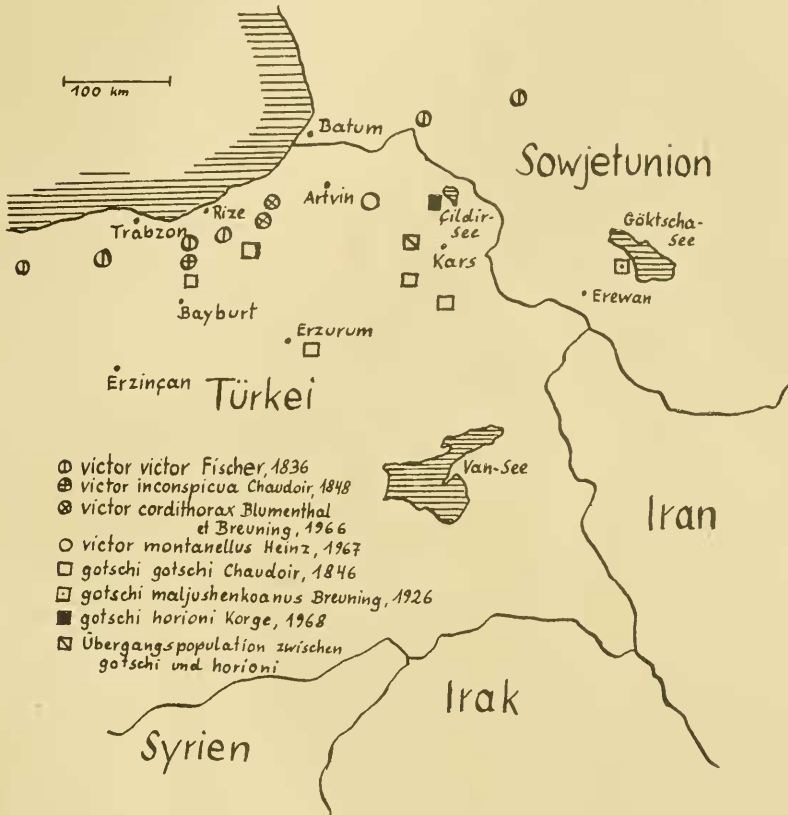 100 km
Batum
Sowjetunion
Artvin
Rize
Trabzon
Çildir-
See
Göktscha-
See
Kars
Erewan
Bayburt
Erzurum
Erzinçan
Türkei
Van-See
Iran
victor victor Fischer, 1836
victor inconspicua Chaudoir, 1848
victor cordithorax Blumenthal
et Breuning, 1966
victor montanellus Heinz, 1967
gotschi gotschi Chaudoir, 1846
gotschi maljushenkoanus Breuning, 1926
gotschi horioni Korge, 1968
Übergangspopulation zwischen
gotschi und horioni
Irak
Syrien